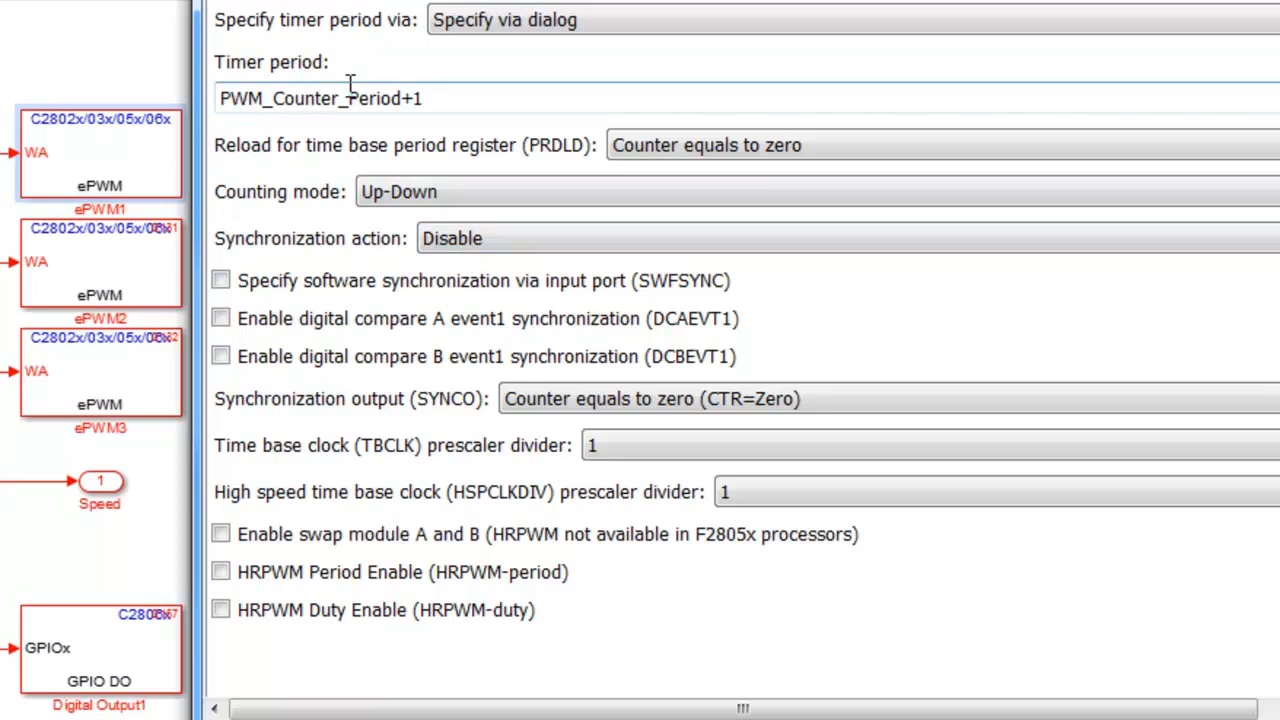 Specify timer period via: Specify via dialog
Timer period:
PWM_Counter_Period+1
Reload for time base period register (PRDLD): Counter equals to zero
Counting mode: Up-Down
Synchronization action: Disable
Specify software synchronization via input port (SWFSYNC)
Enable digital compare A event1 synchronization (DCAEVT1)
Enable digital compare B event1 synchronization (DCBEVT1)
Synchronization output (SYNCO): Counter equals to zero (CTR=Zero)
Time base clock (TBCLK) prescaler divider: 1
High speed time base clock (HSPCLKDIV) prescaler divider: 1
Enable swap module A and B (HRPWM not available in F2805x processors)
HRPWM Period Enable (HRPWM-period)
HRPWM Duty Enable (HRPWM-duty)
C2802x/03x/05x/06x
WA
ePWM
ePWM1
C2802x/03x/05x/06x
WA
ePWM
ePWM2
C2802x/03x/05x/06x
WA
ePWM
ePWM3
1
Speed
C2806x
GPIOx
GPIO DO
Digital Output1